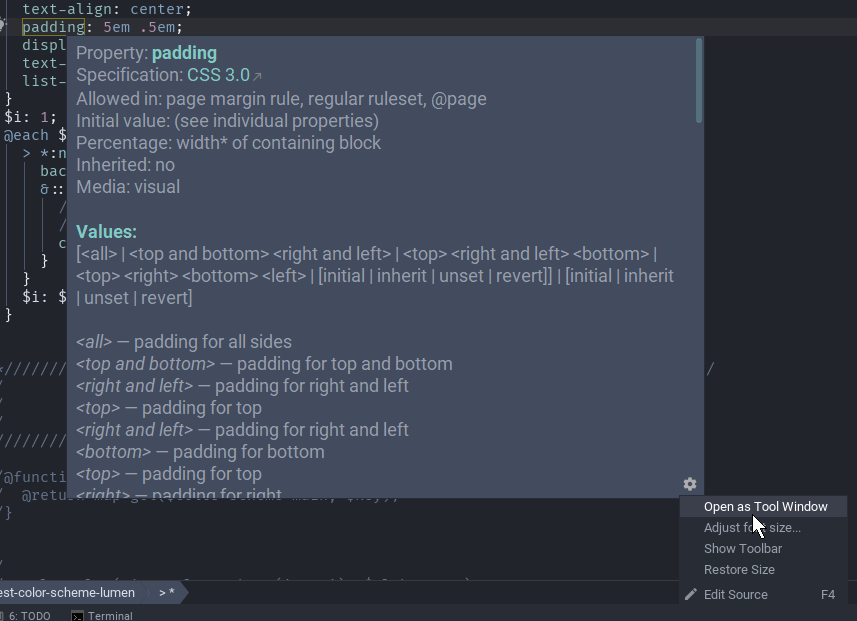 text-align: center;
padding: 5em .5em;
displ
text-
list-
}
$i: 1;
@each $
> *:n
bac
&::
/
/
c
}
}
$i: $
}
Property: padding
Specification: CSS 3.0↗
Allowed in: page margin rule, regular ruleset, @page
Initial value: (see individual properties)
Percentage: width* of containing block
Inherited: no
Media: visual
Values:
[<all> | <top and bottom> <right and left> | <top> <right and left> <bottom> |
<top> <right> <bottom> <left> | [initial | inherit | unset | revert]] | [initial | inherit
| unset | revert]
<all> — padding for all sides
<top and bottom> — padding for top and bottom
<right and left> — padding for right and left
<top> — padding for top
<right and left> — padding for right and left
<bottom> — padding for bottom
<top> — padding for top
<right> — padding for right
*///////
/
///////
/@functi
/ @retu
/}
/
Open as Tool Window
Adjust font size...
Show Toolbar
Restore Size
Edit Source F4
est-color-scheme-lumen > *
6: TODO Terminal